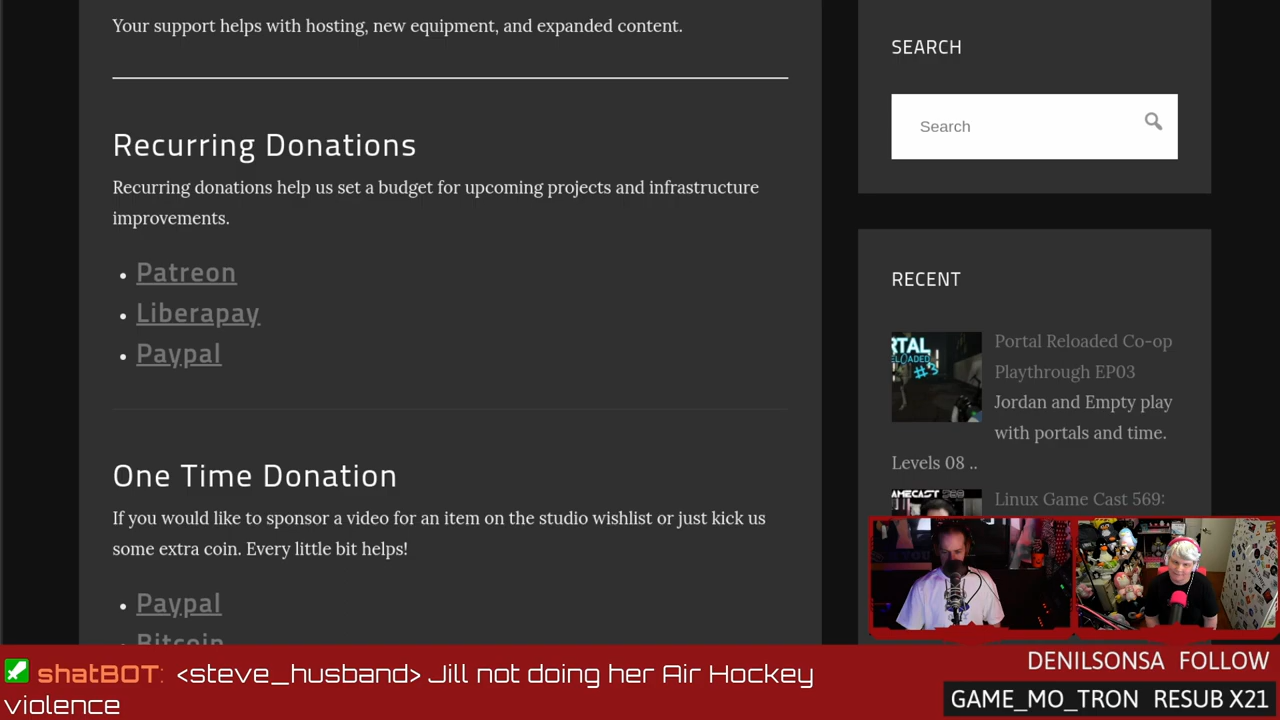 Your support helps with hosting, new equipment, and expanded content.
Recurring Donations
Recurring donations help us set a budget for upcoming projects and infrastructure
improvements.
• Patreon
• Liberapay
• Paypal
One Time Donation
If you would like to sponsor a video for an item on the studio wishlist or just kick us
some extra coin. Every little bit helps!
• Paypal
Bitcoin
SEARCH
Search
RECENT
Portal Reloaded Co-op
Playthrough EP03
Jordan and Empty play
with portals and time.
Levels 08 ..
Linux Game Cast 569:
shatBOT: <steve_husband> Jill not doing her Air Hockey
violence
DENILSONSA FOLLOW
GAME_MO_TRON RESUB X21